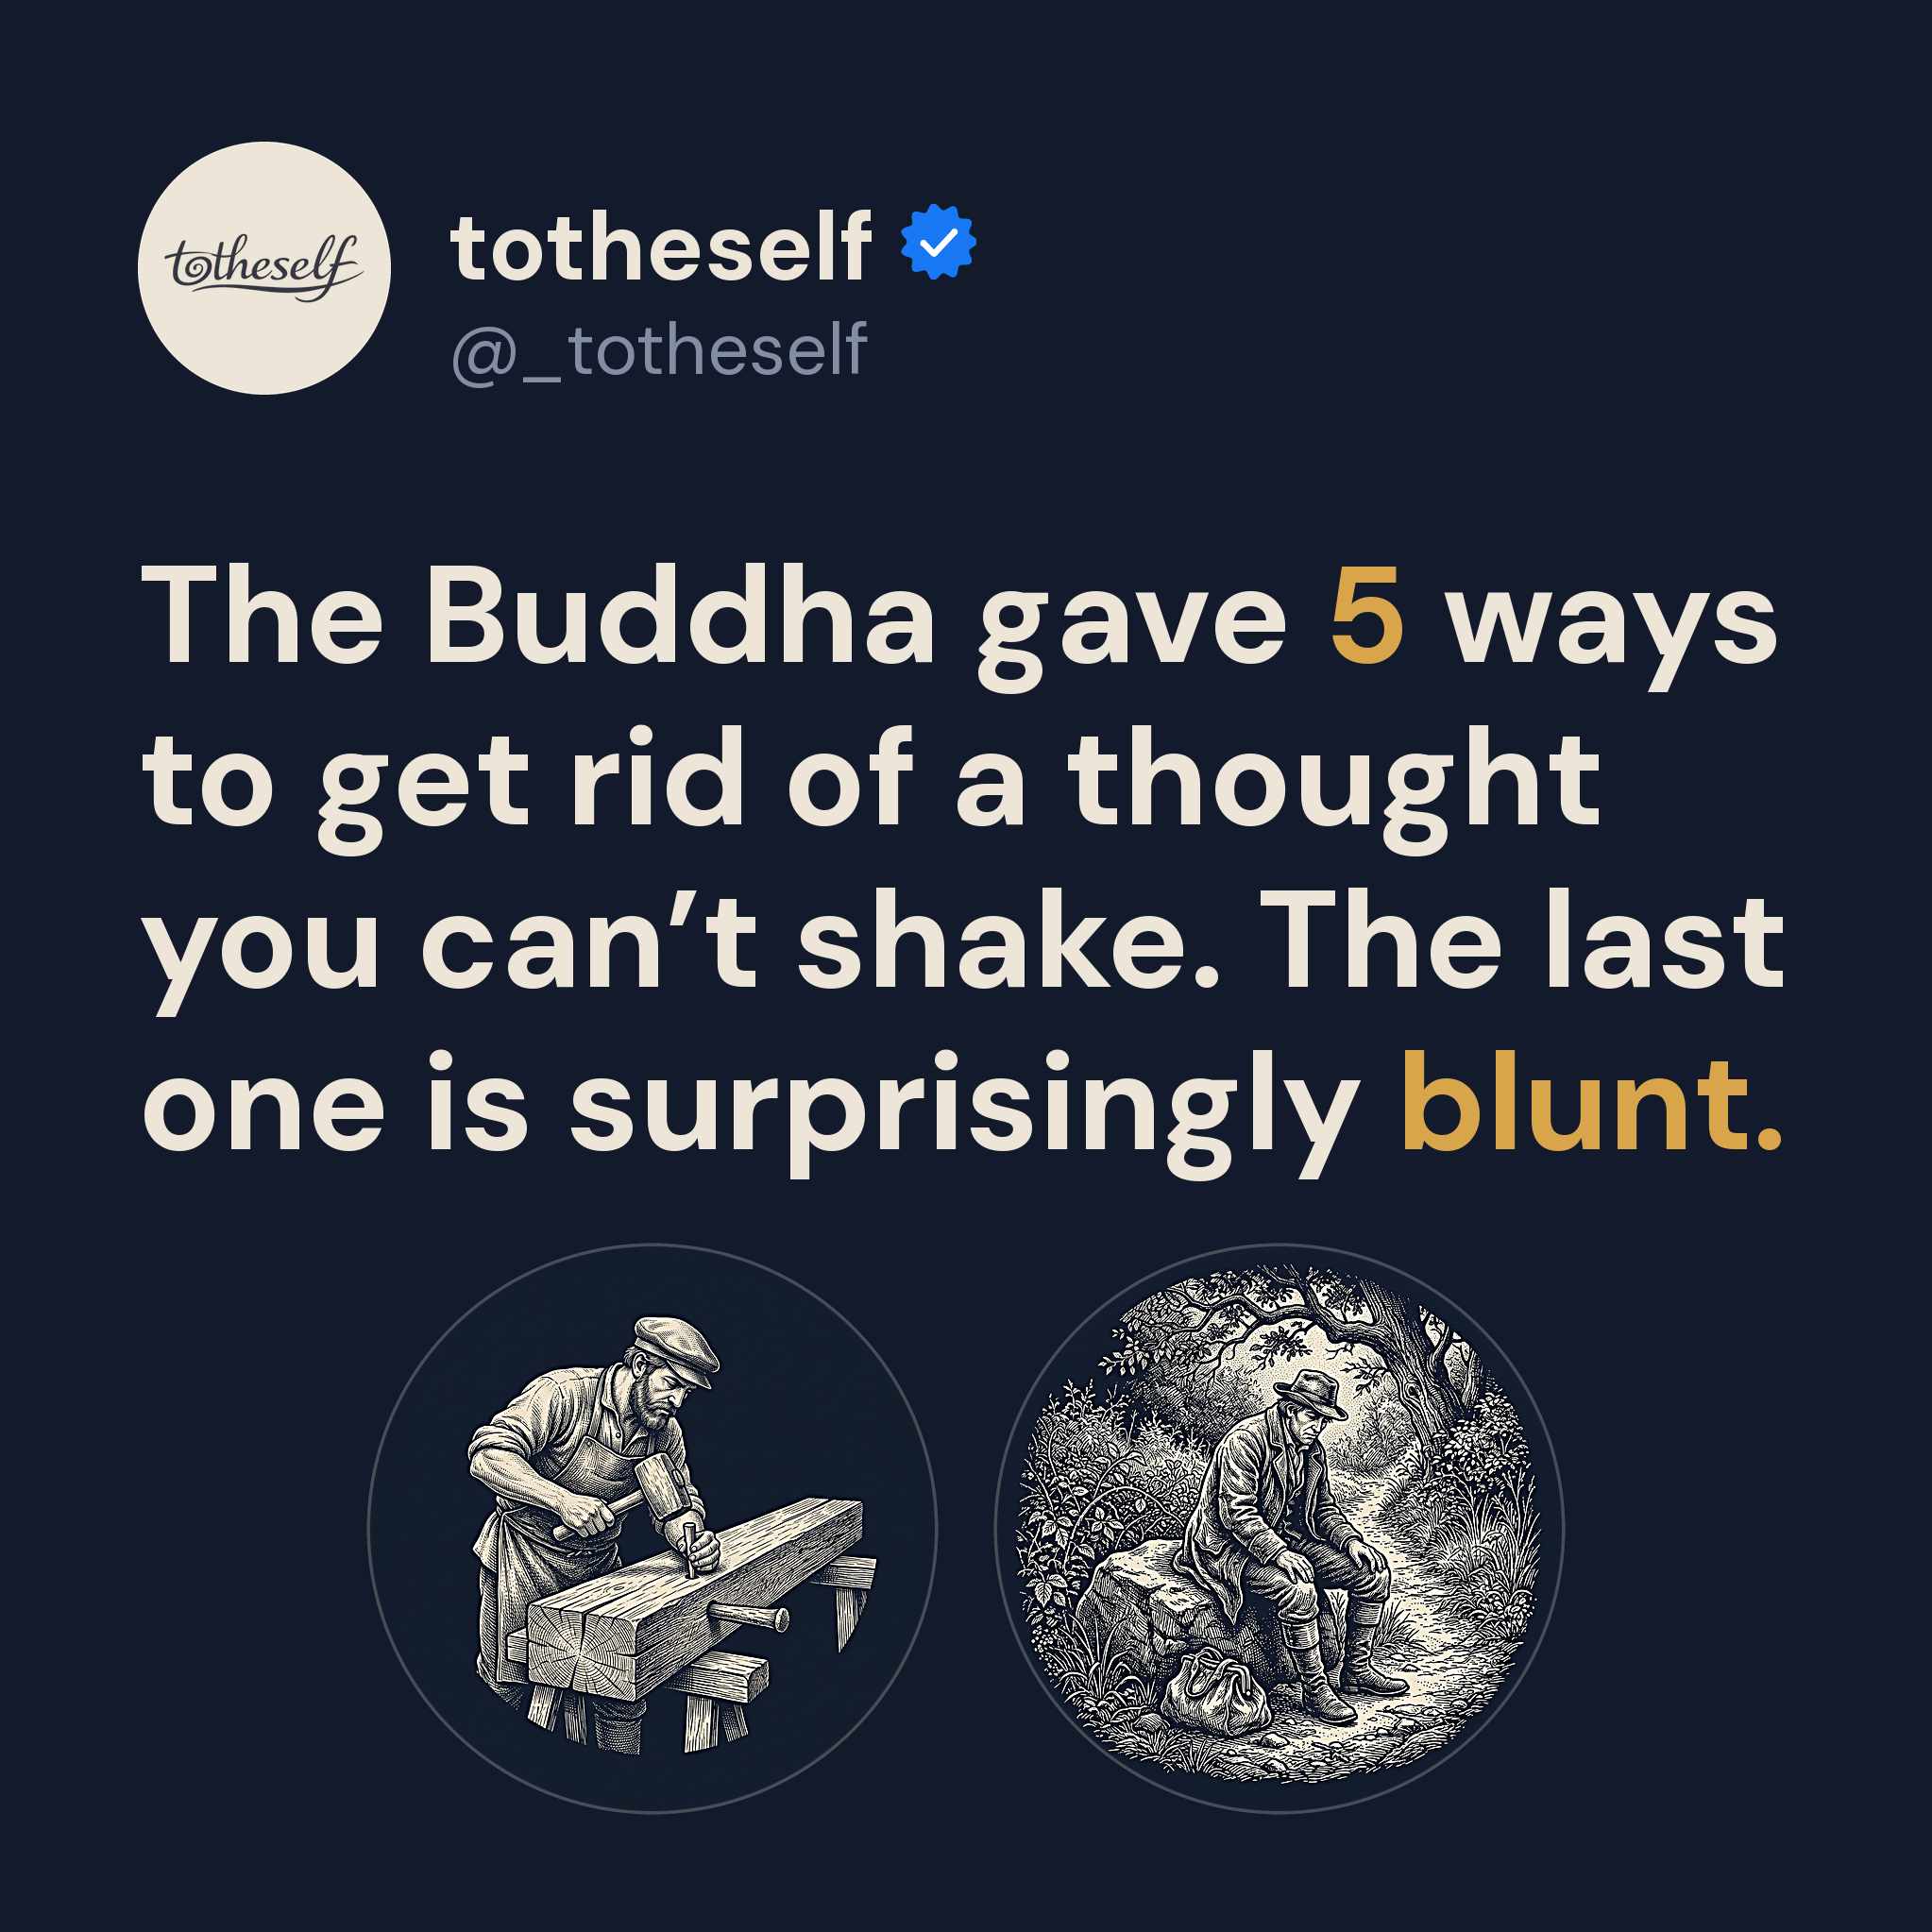 totheself
totheself
@_totheself
The Buddha gave 5 ways
to get rid of a thought
you can’t shake. The last
one is surprisingly blunt.